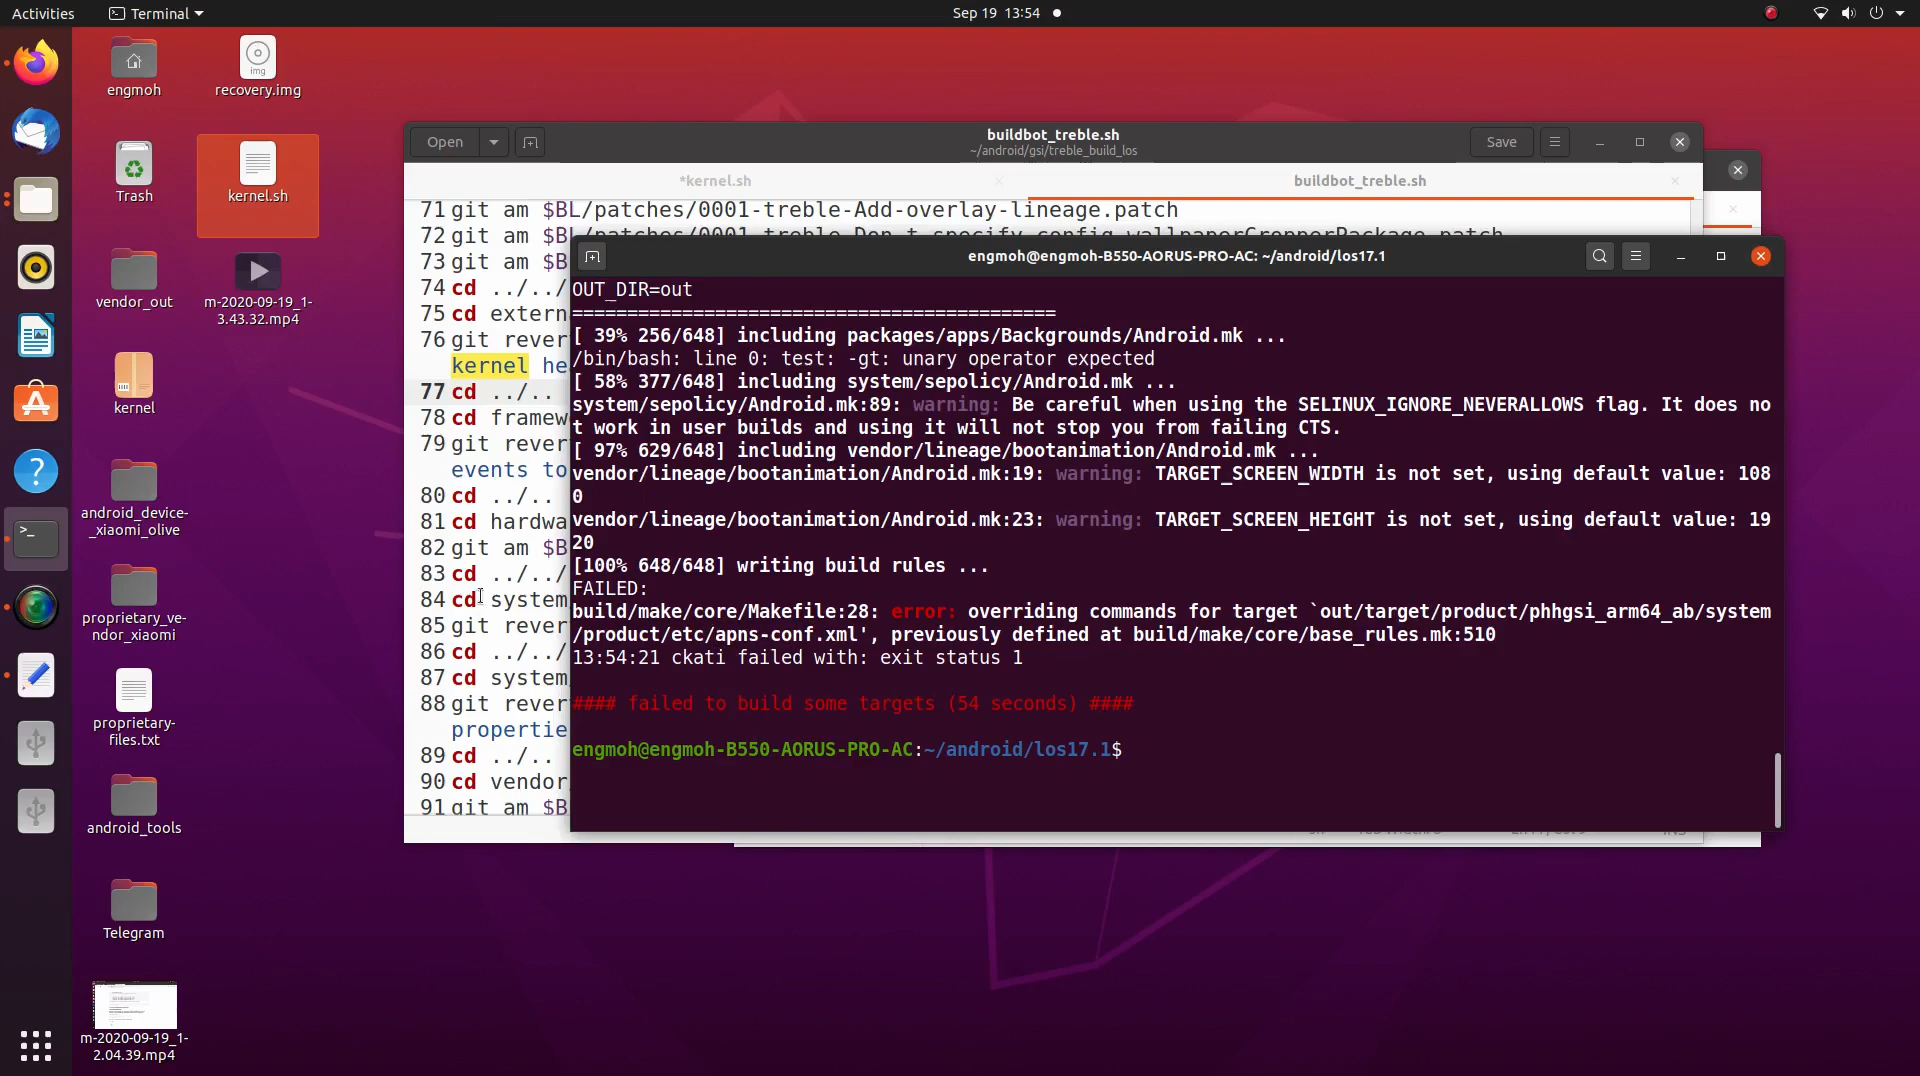 Activities
Terminal
Sep 19 13:54
engmoh
recovery.img
img
Trash
kernel.sh
vendor_out
m-2020-09-19_1-
3.43.32.mp4
kernel
android_device-
_xiaomi_olive
proprietary_ve-
ndor_xiaomi
proprietary-
files.txt
android_tools
Telegram
m-2020-09-19_1-
2.04.39.mp4
Open
buildbot_treble.sh
~/android/gsi/treble_build_los
Save
*kernel.sh
buildbot_treble.sh
71 git am $BL/patches/0001-treble-Add-overlay-lineage.patch
72 git am $B
73 git am $B
74 cd ../../
75 cd extern
76 git rever
kernel he
77 cd ../..
78 cd framew
79 git rever
events to
80 cd ../..
81 cd hardwa
82 git am $B
83 cd ../../
84 cd system
85 git rever
86 cd ../../
87 cd system
88 git rever
propertie
89 cd ../..
90 cd vendor
91 git am $B
engmoh@engmoh-B550-AORUS-PRO-AC: ~/android/los17.1
OUT_DIR=out
============================================
[ 39% 256/648] including packages/apps/Backgrounds/Android.mk ...
/bin/bash: line 0: test: -gt: unary operator expected
[ 58% 377/648] including system/sepolicy/Android.mk ...
system/sepolicy/Android.mk:89: warning: Be careful when using the SELINUX_IGNORE_NEVERALLOWS flag. It does no
t work in user builds and using it will not stop you from failing CTS.
[ 97% 629/648] including vendor/lineage/bootanimation/Android.mk ...
vendor/lineage/bootanimation/Android.mk:19: warning: TARGET_SCREEN_WIDTH is not set, using default value: 108
0
vendor/lineage/bootanimation/Android.mk:23: warning: TARGET_SCREEN_HEIGHT is not set, using default value: 19
20
[100% 648/648] writing build rules ...
FAILED:
build/make/core/Makefile:28: error: overriding commands for target `out/target/product/phhgsi_arm64_ab/system
/product/etc/apns-conf.xml', previously defined at build/make/core/base_rules.mk:510
13:54:21 ckati failed with: exit status 1
#### failed to build some targets (54 seconds) ####
engmoh@engmoh-B550-AORUS-PRO-AC:~/android/los17.1$